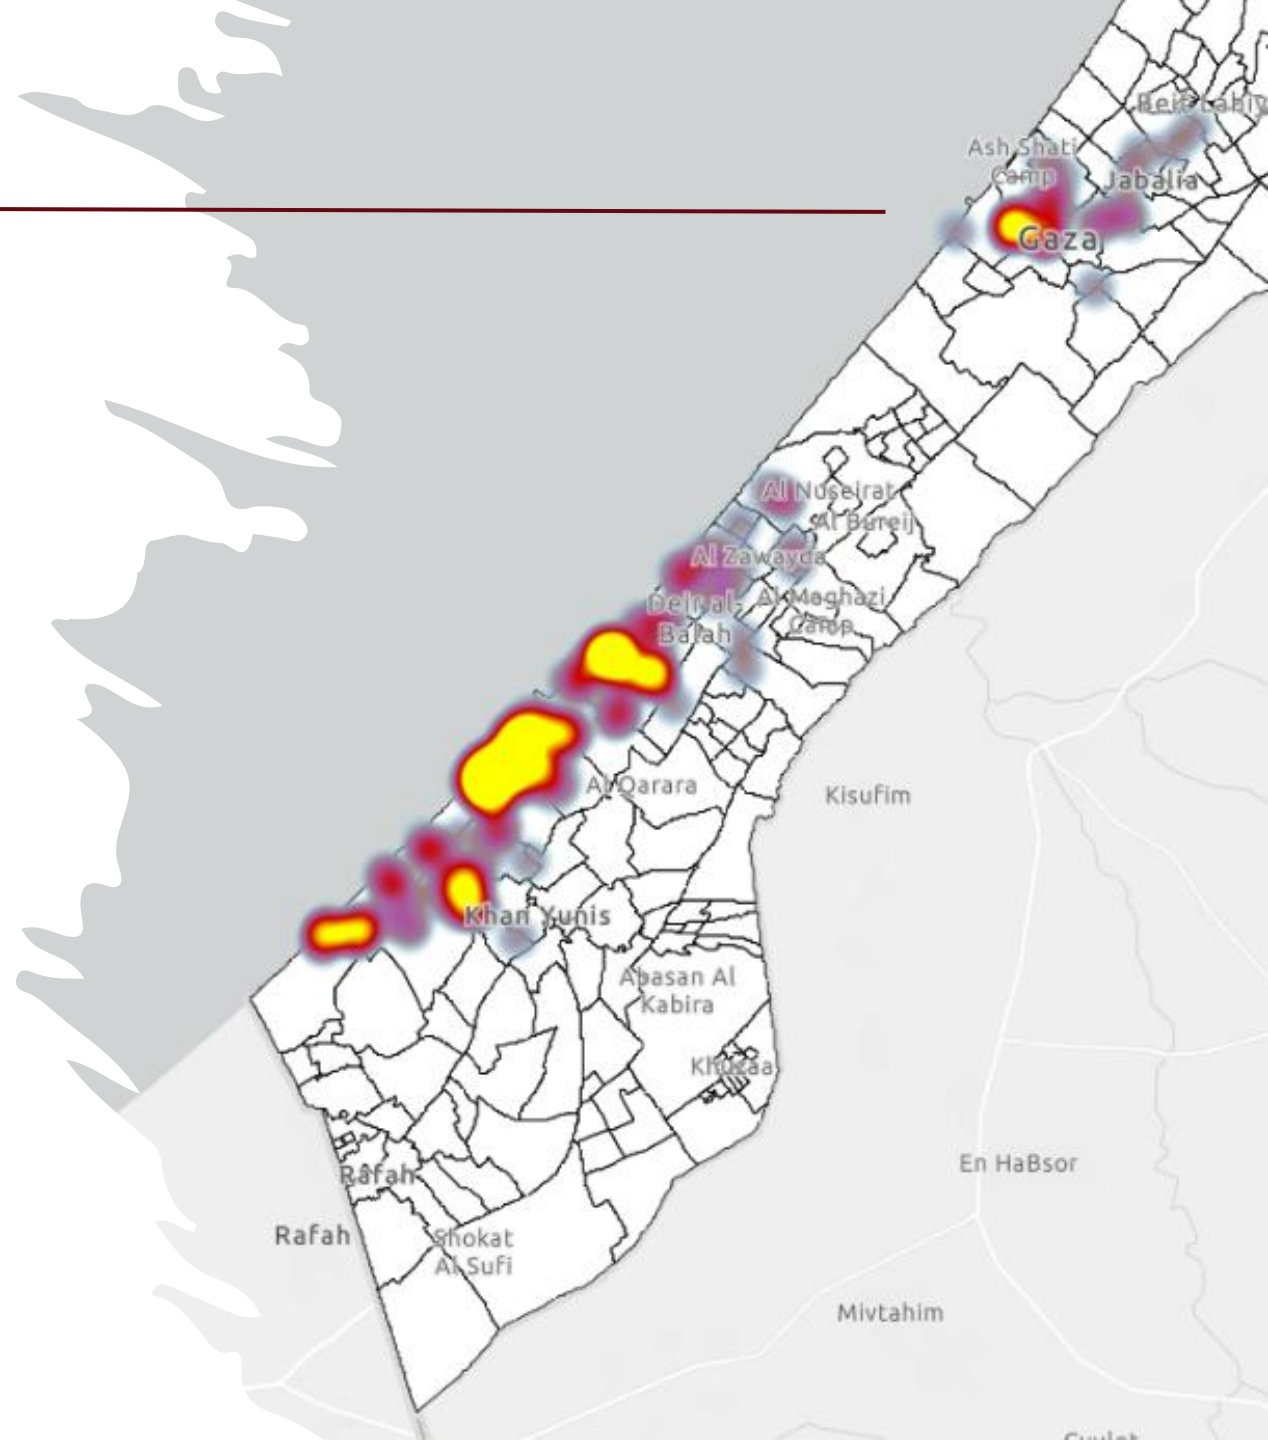 Beit Lahiy
Ash Shati
Camp
Jabalia
Gaza
Al Nuseirat
Al Bureij
Al Zawayda
Deir al-
Balah
Al Maghazi
Camp
Al Qarara
Kisufim
Khan Yunis
Abasan Al
Kabira
Khuzaa
En HaBsor
Rafah
Rafah
Shokat
Al Sufi
Mivtahim